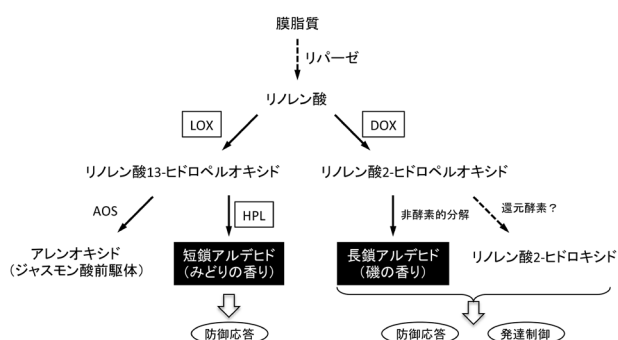 膜脂質
リパーゼ
リノレン酸
LOX
DOX
リノレン酸13-ヒドロペルオキシド
リノレン酸2-ヒドロペルオキシド
AOS
HPL
非酵素的分解
還元酵素？
アレンオキシド
（ジャスモン酸前駆体）
短鎖アルデヒド
（みどりの香り）
長鎖アルデヒド
（磯の香り）
リノレン酸2-ヒドロキシド
防御応答
防御応答
発達制御